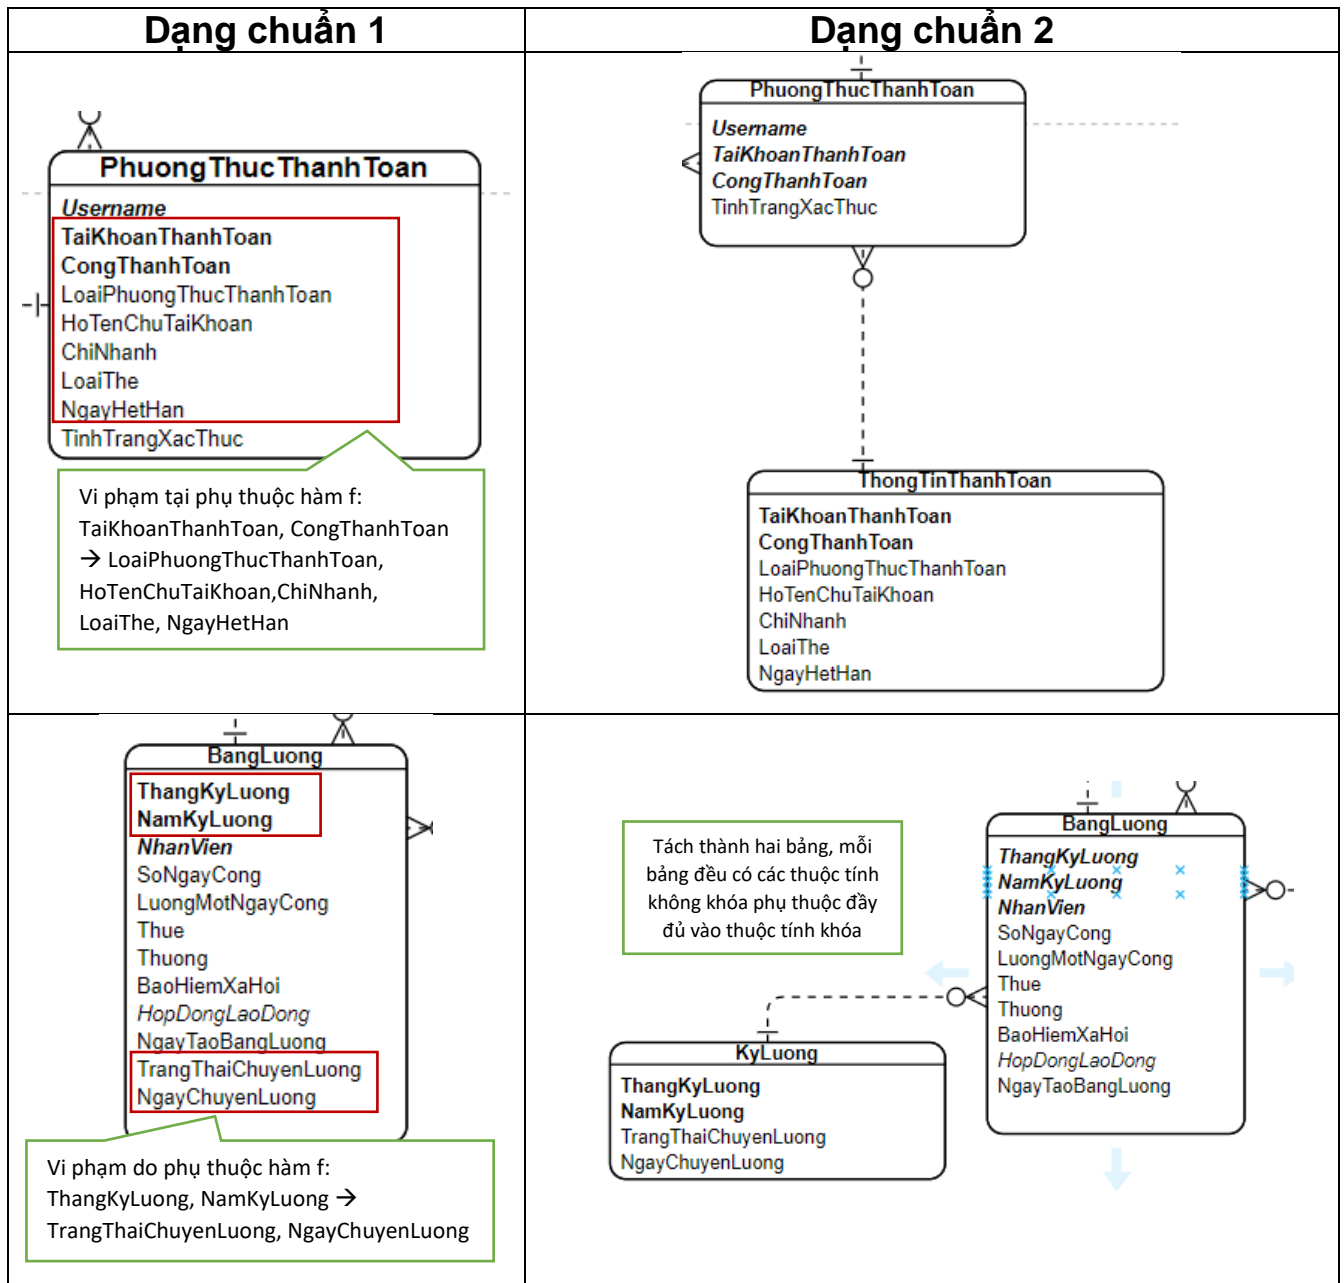 Dạng chuẩn 1
Dạng chuẩn 2
PhuongThucThanhToan
Username
TaiKhoanThanhToan
CongThanhToan
LoaiPhuongThucThanhToan
HoTenChuTaiKhoan
ChiNhanh
LoaiThe
NgayHetHan
TinhTrangXacThuc
Vi phạm tại phụ thuộc hàm f:
TaiKhoanThanhToan, CongThanhToan
→ LoaiPhuongThucThanhToan,
HoTenChuTaiKhoan,ChiNhanh,
LoaiThe, NgayHetHan
PhuongThucThanhToan
Username
TaiKhoanThanhToan
CongThanhToan
TinhTrangXacThuc
ThongTinThanhToan
TaiKhoanThanhToan
CongThanhToan
LoaiPhuongThucThanhToan
HoTenChuTaiKhoan
ChiNhanh
LoaiThe
NgayHetHan
BangLuong
ThangKyLuong
NamKyLuong
NhanVien
SoNgayCong
LuongMotNgayCong
Thue
Thuong
BaoHiemXaHoi
HopDongLaoDong
NgayTaoBangLuong
TrangThaiChuyenLuong
NgayChuyenLuong
Vi phạm do phụ thuộc hàm f:
ThangKyLuong, NamKyLuong →
TrangThaiChuyenLuong, NgayChuyenLuong
Tách thành hai bảng, mỗi
bảng đều có các thuộc tính
không khóa phụ thuộc đầy
đủ vào thuộc tính khóa
BangLuong
ThangKyLuong
NamKyLuong
NhanVien
SoNgayCong
LuongMotNgayCong
Thue
Thuong
BaoHiemXaHoi
HopDongLaoDong
NgayTaoBangLuong
KyLuong
ThangKyLuong
NamKyLuong
TrangThaiChuyenLuong
NgayChuyenLuong